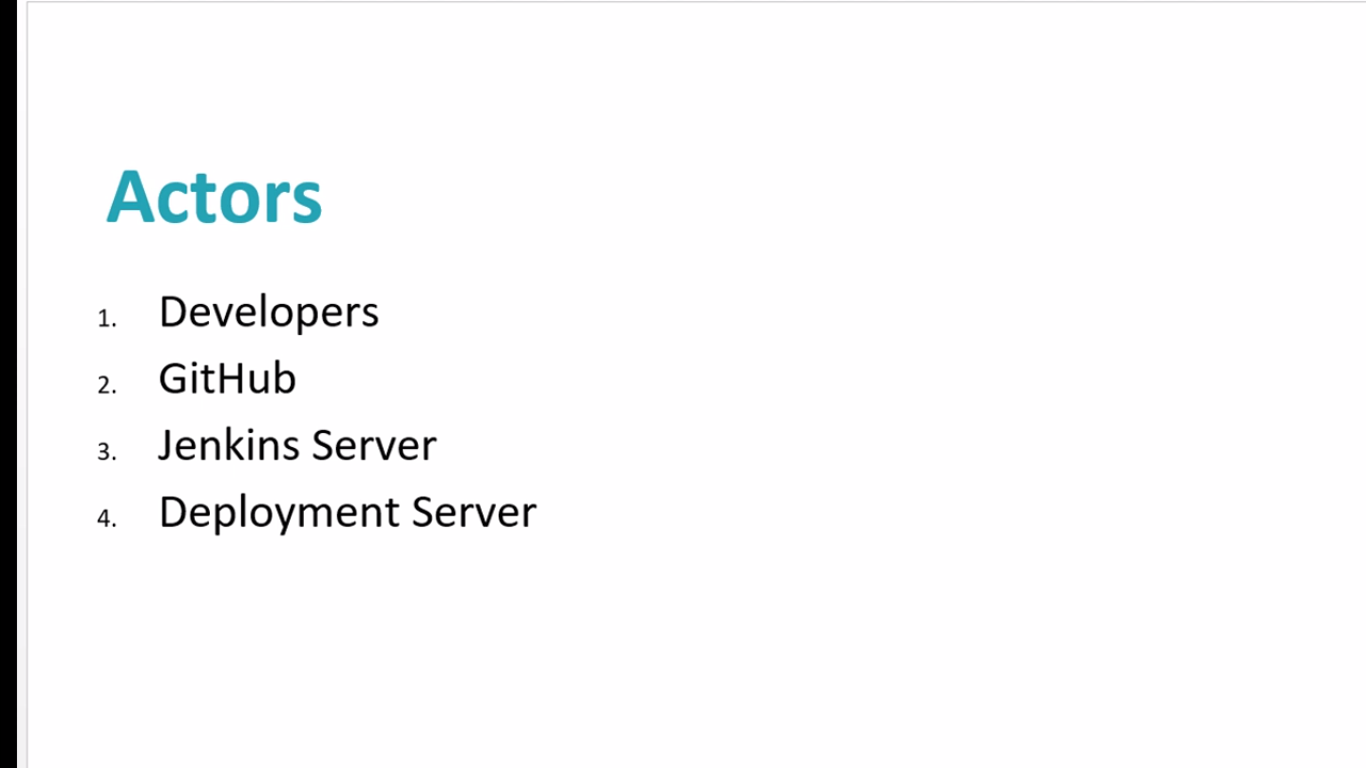 Actors
1. Developers
2. GitHub
3. Jenkins Server
4. Deployment Server